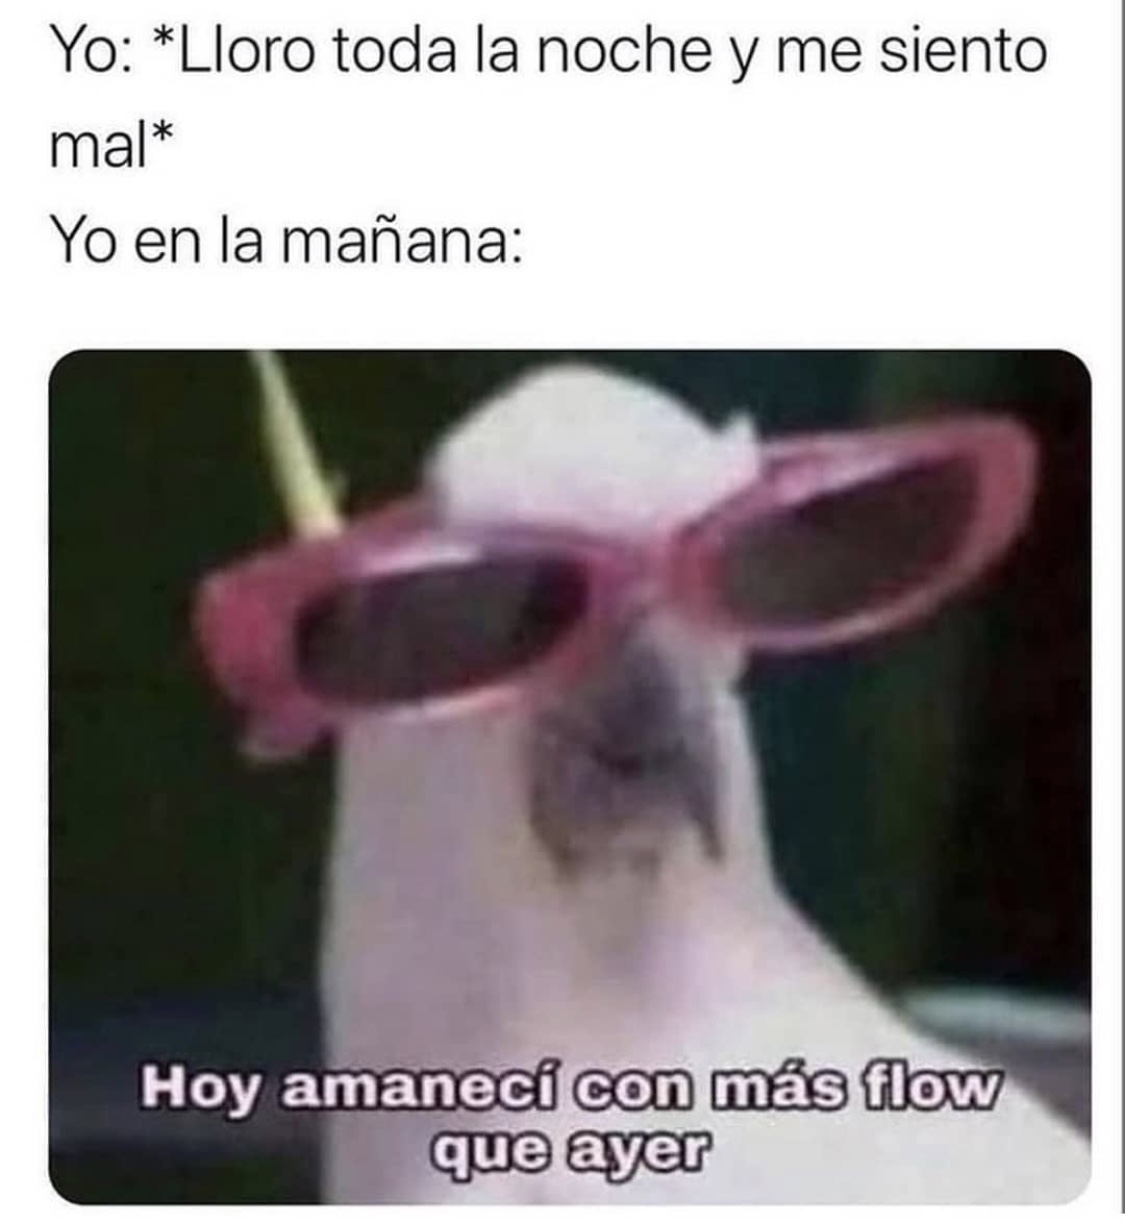 Yo: *Lloro toda la noche y me siento
mal*
Yo en la mañana:
Hoy amanecí con más flow
que ayer